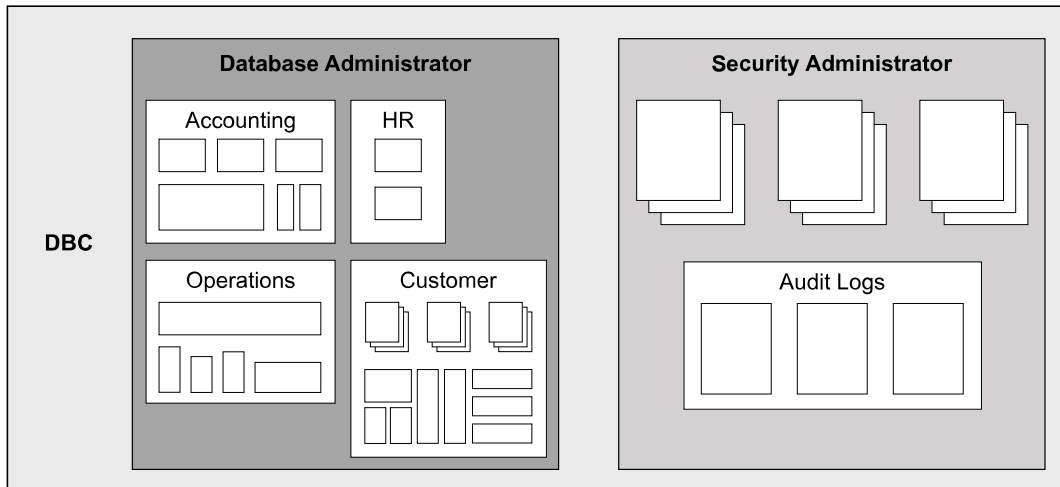 DBC
Database Administrator
Accounting
HR
Operations
Customer
Security Administrator
Audit Logs